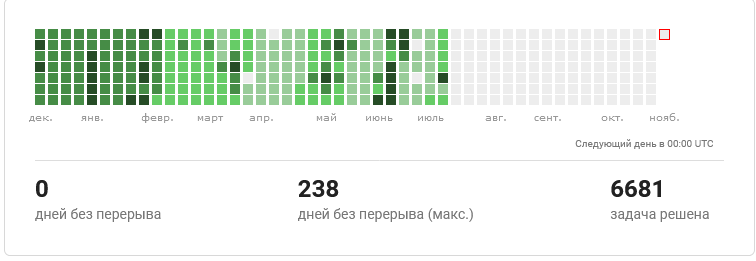 дек. янв. февр. март апр. май июнь июль авг. сент. окт. нояб.
Следующий день в 00:00 UTC
0 238 6681
дней без перерыва дней без перерыва (макс.) задача решена